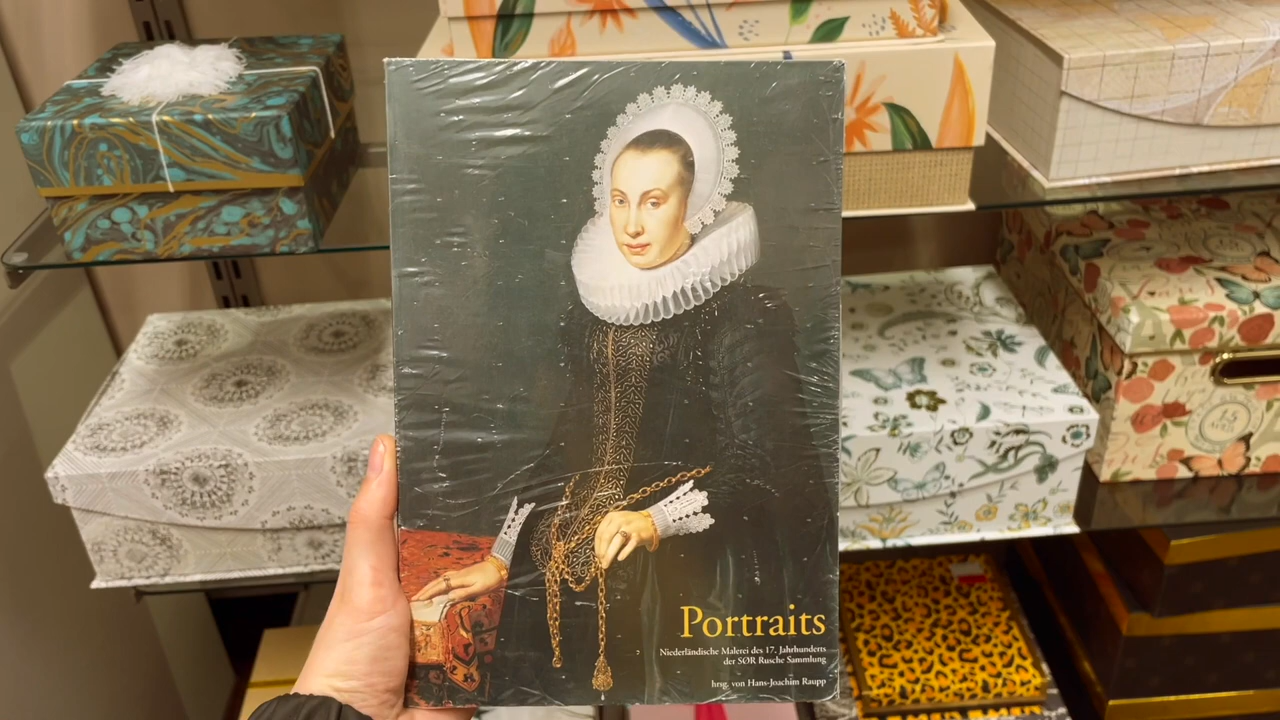 Portraits
Niederländische Malerei des 17. Jahrhunderts
der SØR Rusche Sammlung
hrsg. von Hans-Joachim Raupp